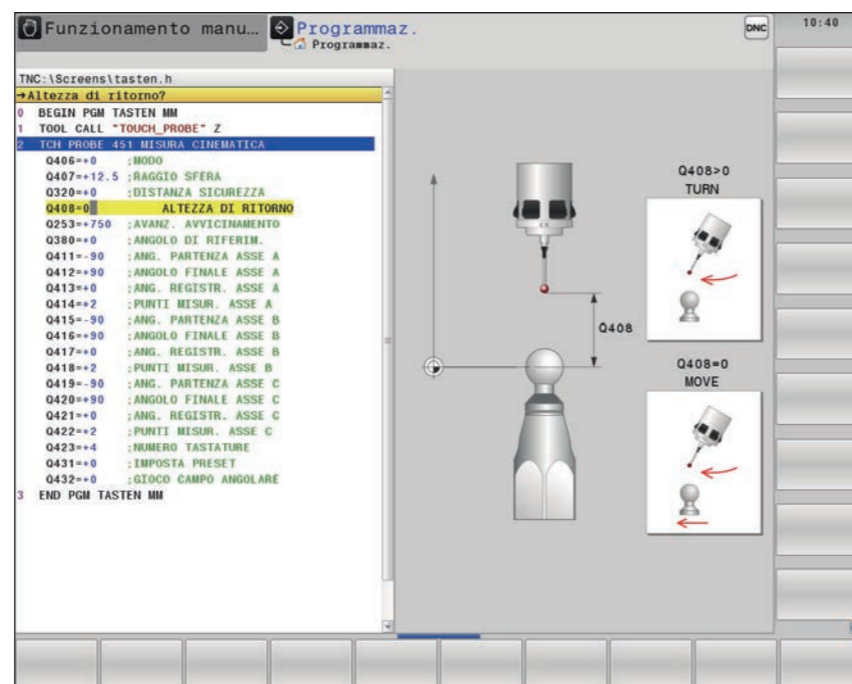 Funzionamento manu...
Programmaz.
Programmaz.
DNC
10:40
TNC:\Screens\tasten.h
→Altezza di ritorno?
0 BEGIN PGM TASTEN MM
1 TOOL CALL "TOUCH_PROBE" Z
2 TCH PROBE 451 MISURA CINEMATICA
Q406=+0 ;MODO
Q407=+12.5 ;RAGGIO SFERA
Q320=+0 ;DISTANZA SICUREZZA
Q408=0 ALTEZZA DI RITORNO
Q253=+750 ;AVANZ. AVVICINAMENTO
Q380=+0 ;ANGOLO DI RIFERIM.
Q411=-90 ;ANG. PARTENZA ASSE A
Q412=+90 ;ANGOLO FINALE ASSE A
Q413=+0 ;ANG. REGISTR. ASSE A
Q414=+2 ;PUNTI MISUR. ASSE A
Q415=-90 ;ANG. PARTENZA ASSE B
Q416=+90 ;ANGOLO FINALE ASSE B
Q417=+0 ;ANG. REGISTR. ASSE B
Q418=+2 ;PUNTI MISUR. ASSE B
Q419=-90 ;ANG. PARTENZA ASSE C
Q420=+90 ;ANGOLO FINALE ASSE C
Q421=+0 ;ANG. REGISTR. ASSE C
Q422=+2 ;PUNTI MISUR. ASSE C
Q423=+4 ;NUMERO TASTATURE
Q431=+0 ;IMPOSTA PRESET
Q432=+0 ;GIOCO CAMPO ANGOLARE
3 END PGM TASTEN MM
Q408
Q408>0
TURN
Q408=0
MOVE